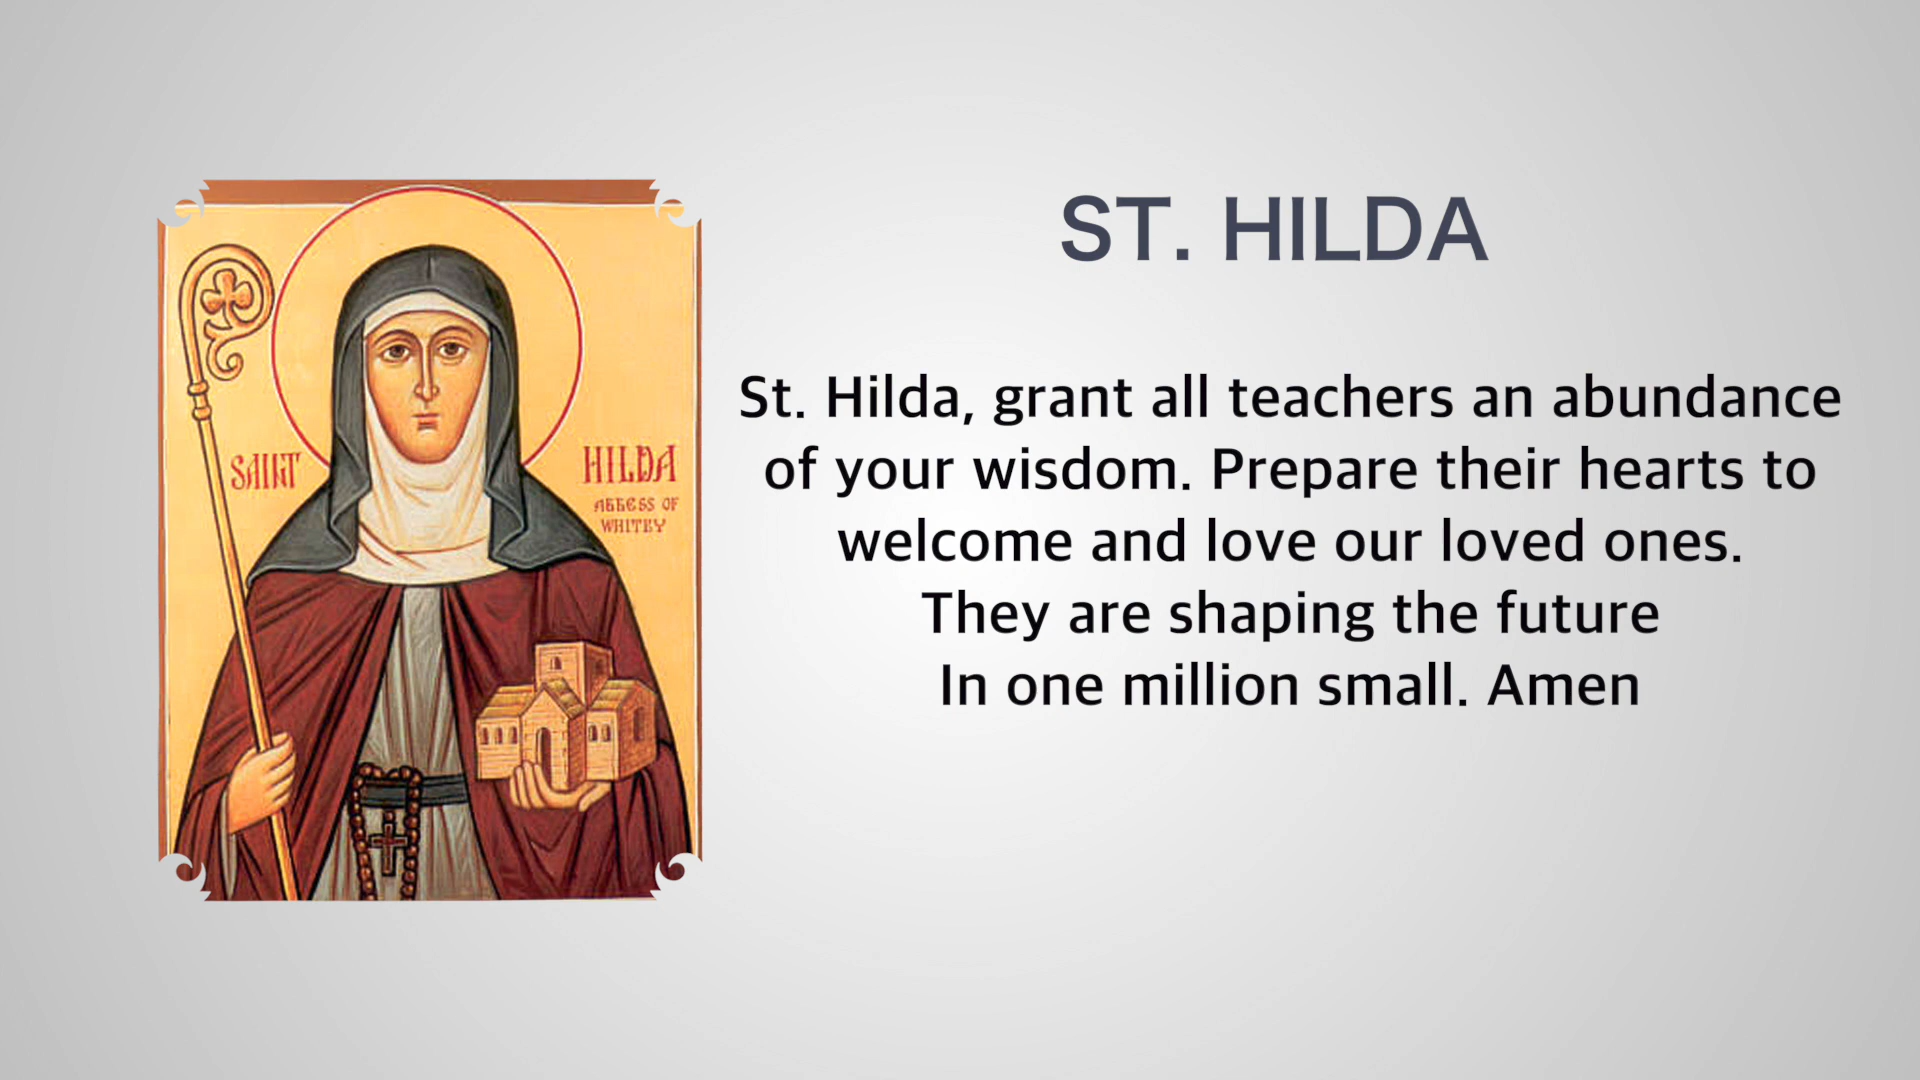 SAINT
HILDA
ABBESS OF
WHITBY
ST. HILDA
St. Hilda, grant all teachers an abundance
of your wisdom. Prepare their hearts to
welcome and love our loved ones.
They are shaping the future
In one million small. Amen